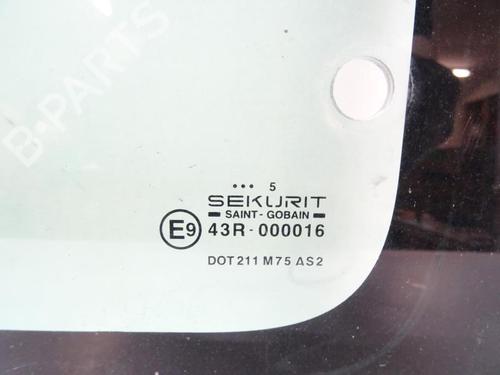 B-PARTS
••• 5
SEKURIT
SAINT-GOBAIN
E9 43R-000016
DOT 211 M75 AS2